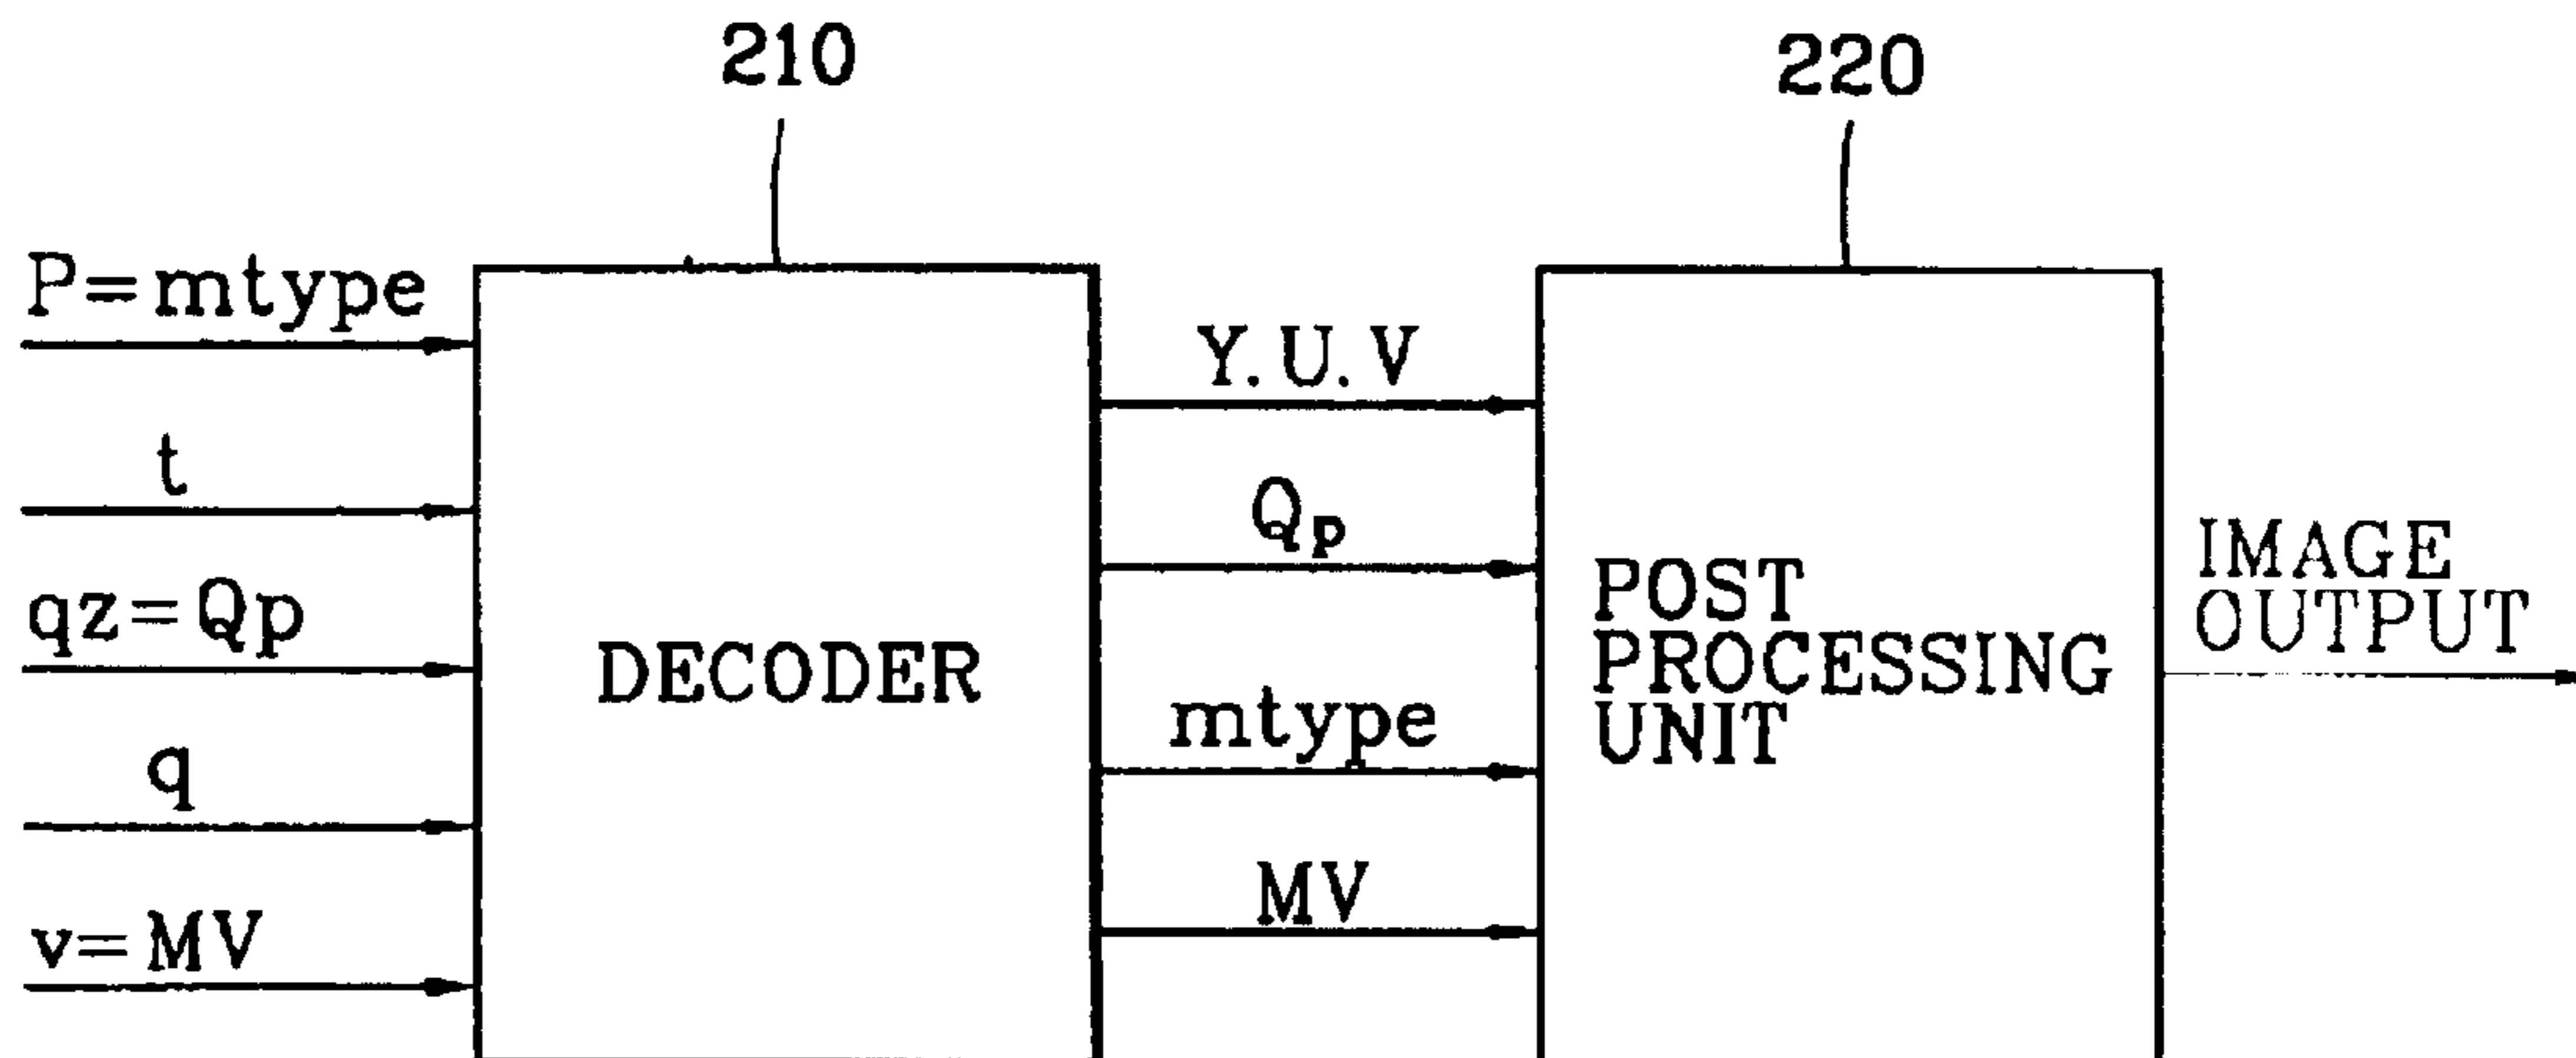 210
220
P=mtype
t
qz=Qp
q
v=MV
DECODER
Y.U.V
Qp
mtype
MV
POST
PROCESSING
UNIT
IMAGE
OUTPUT